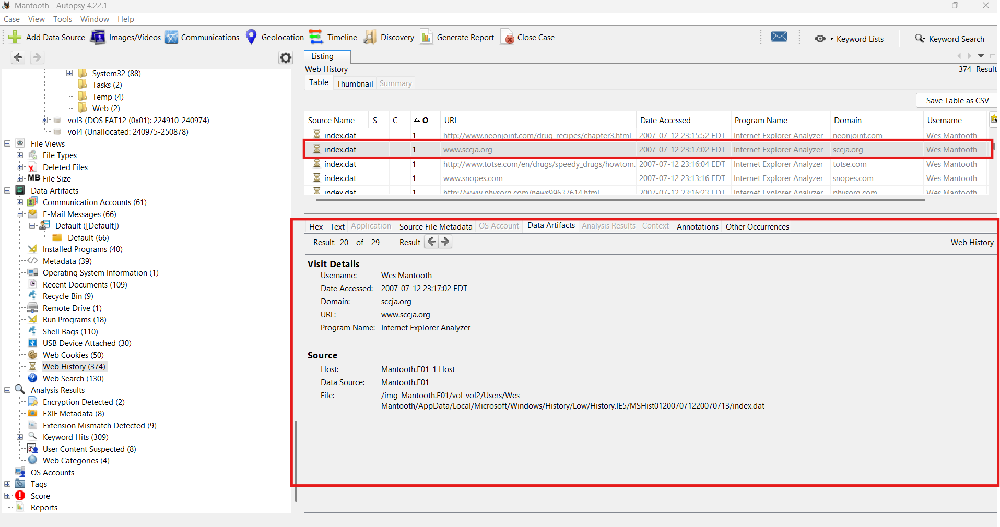 Mantooth - Autopsy 4.22.1
Case View Tools Window Help
Add Data Source Images/Videos Communications Geolocation Timeline Discovery Generate Report Close Case Keyword Lists Keyword Search
System32 (88)
Tasks (2)
Temp (4)
Web (2)
vol3 (DOS FAT12 (0x01): 224910-240974)
vol4 (Unallocated: 240975-250878)
File Views
File Types
Deleted Files
MB File Size
Data Artifacts
Communication Accounts (61)
E-Mail Messages (66)
Default ([Default])
Default (66)
Installed Programs (40)
Metadata (39)
Operating System Information (1)
Recent Documents (109)
Recycle Bin (9)
Remote Drive (1)
Run Programs (18)
Shell Bags (110)
USB Device Attached (30)
Web Cookies (50)
Web History (374)
Web Search (130)
Analysis Results
Encryption Detected (2)
EXIF Metadata (8)
Extension Mismatch Detected (9)
Keyword Hits (309)
User Content Suspected (8)
Web Categories (4)
OS Accounts
Tags
Score
Reports
Listing
Web History 374 Result
Table Thumbnail Summary
Save Table as CSV
Source Name S C O URL Date Accessed Program Name Domain Username
index.dat 1 http://www.neonjoint.com/drug_recipes/chapter3.html 2007-07-12 23:15:52 EDT Internet Explorer Analyzer neonjoint.com Wes Mantooth
index.dat 1 www.sccja.org 2007-07-12 23:17:02 EDT Internet Explorer Analyzer sccja.org Wes Mantooth
index.dat 1 http://www.totse.com/en/drugs/speedy_drugs/howtom. 2007-07-12 23:16:04 EDT Internet Explorer Analyzer totse.com Wes Mantooth
index.dat 1 www.snopes.com 2007-07-12 23:13:16 EDT Internet Explorer Analyzer snopes.com Wes Mantooth
index.dat 1 http://www.physorg.com/news99637614.html 2007-07-12 23:16:23 EDT Internet Explorer Analyzer physorg.com Wes Mantooth
Hex Text Application Source File Metadata OS Account Data Artifacts Analysis Results Context Annotations Other Occurrences
Result: 20 of 29 Result Web History
Visit Details
Username: Wes Mantooth
Date Accessed: 2007-07-12 23:17:02 EDT
Domain: sccja.org
URL: www.sccja.org
Program Name: Internet Explorer Analyzer
Source
Host: Mantooth.E01_1 Host
Data Source: Mantooth.E01
File: /img_Mantooth.E01/vol_vol2/Users/Wes
Mantooth/AppData/Local/Microsoft/Windows/History/Low/History.IE5/MSHist012007071220070713/index.dat